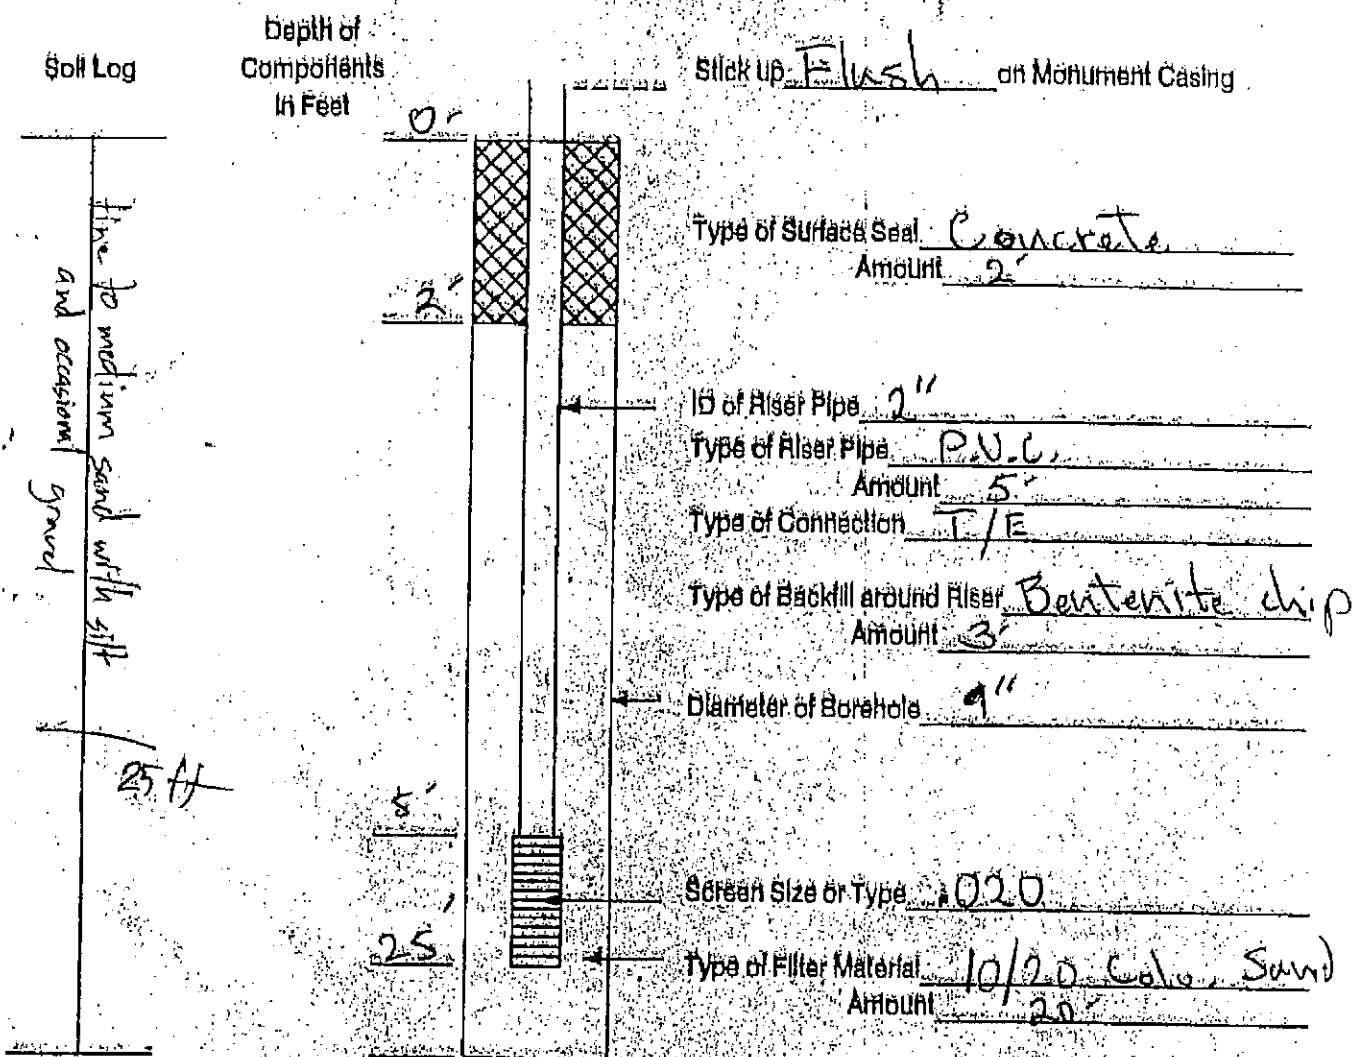 Soil Log
Depth of
Components
In Feet
Stick up Flush on Monument Casing
0'
fine to medium sand with silt
and occasional gravel
25 ft
Type of Surface Seal Concrete
Amount 2'
2'
ID of Riser Pipe 2"
Type of Riser Pipe P.V.C.
Amount 5'
Type of Connection T/E
Type of Backfill around Riser Bentenite chip
Amount 3'
Diameter of Borehole 9"
5'
Screen Size or Type .020
25'
Type of Filter Material 10/20 Colo. Sand
Amount 20'